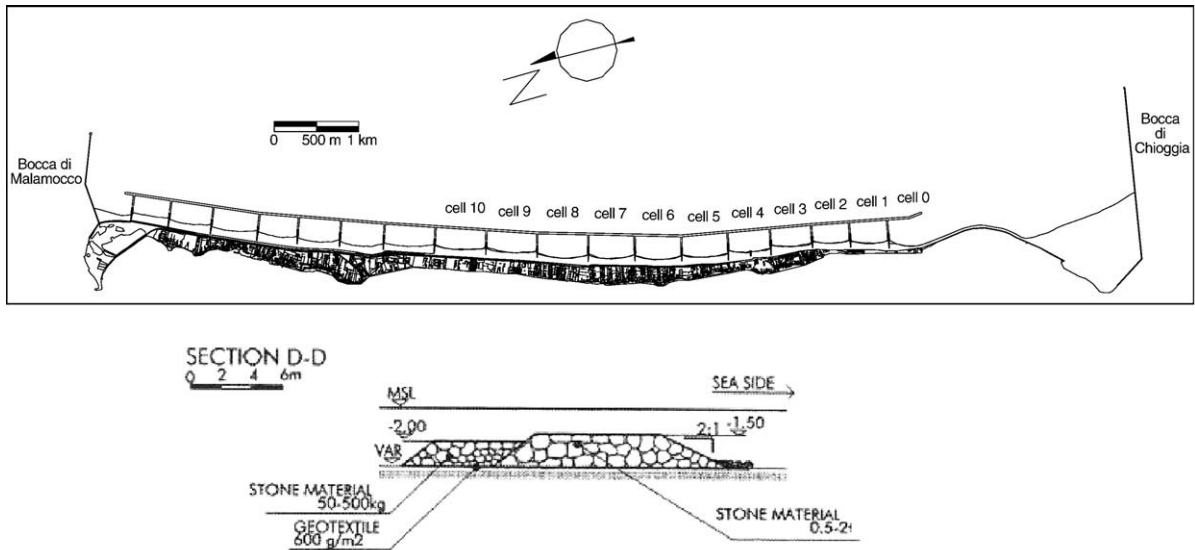 N
0 500 m 1 km
Bocca di
Malamocco
Bocca
di
Chioggia
cell 10 cell 9 cell 8 cell 7 cell 6 cell 5 cell 4 cell 3 cell 2 cell 1 cell 0
SECTION D-D
0 2 4 6m
SEA SIDE
MSL
-2.00
2:1
-1.50
VAR
STONE MATERIAL
50-500kg
GEOTEXTILE
600 g/m2
STONE MATERIAL
0.5-2t